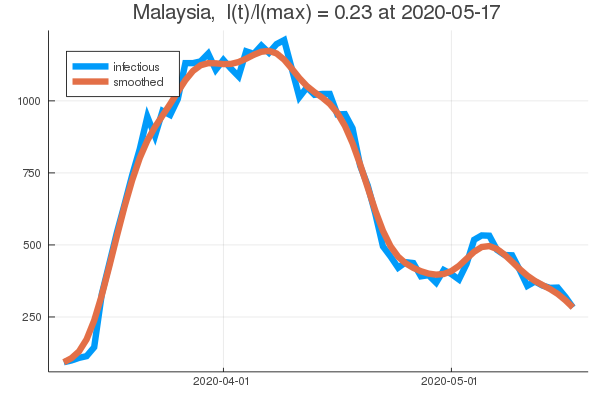 Malaysia, I(t)/I(max) = 0.23 at 2020-05-17
infectious
smoothed
1000
750
500
250
2020-04-01 2020-05-01